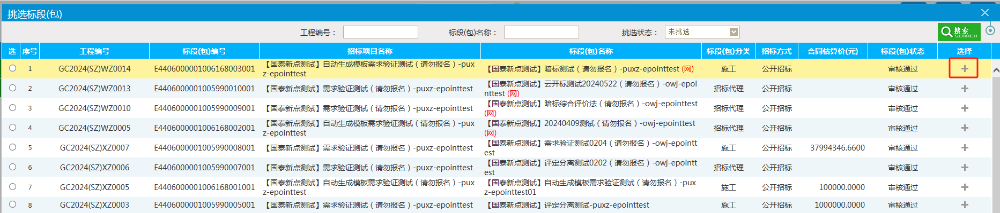 挑选标段(包)
工程编号： 标段(包)名称： 挑选状态： 未挑选 搜索 SEARCH
选 序号 工程编号 标段(包)编号 招标项目名称 标段(包)名称 标段(包)分类 招标方式 合同估算价(元) 标段(包)状态 选择
1 GC2024(SZ)WZ0014 E4406000001006168003001 【国泰新点测试】自动生成模板需求验证测试（请勿报名）-puxz-epointtest 【国泰新点测试】暗标测试（请勿报名）-puxz-epointtest (网) 施工 公开招标 审核通过
2 GC2024(SZ)WZ0013 E4406000001005990010001 【国泰新点测试】需求验证测试（请勿报名）-puxz-epointtest 【国泰新点测试】云开标测试20240522（请勿报名）-owj-epointtest (网) 招标代理 公开招标 审核通过
3 GC2024(SZ)WZ0010 E4406000001005990009001 【国泰新点测试】需求验证测试（请勿报名）-puxz-epointtest 【国泰新点测试】暗标综合评价法（请勿报名）-owj-epointtest (网) 招标代理 公开招标 审核通过
4 GC2024(SZ)WZ0005 E4406000001006168002001 【国泰新点测试】自动生成模板需求验证测试（请勿报名）-puxz-epointtest 【国泰新点测试】20240409测试（请勿报名）-owj-epointtest (网) 招标代理 公开招标 审核通过
5 GC2024(SZ)XZ0007 E4406000001005990008001 【国泰新点测试】需求验证测试（请勿报名）-puxz-epointtest 【国泰新点测试】需求验证测试0204（请勿报名）-owj-epointtest 施工 公开招标 37994346.6600 审核通过
6 GC2024(SZ)XZ0006 E4406000001005990007001 【国泰新点测试】需求验证测试（请勿报名）-puxz-epointtest 【国泰新点测试】评定分离测试0202（请勿报名）-owj-epointtest 招标代理 公开招标 审核通过
7 GC2024(SZ)XZ0005 E4406000001006168001001 【国泰新点测试】自动生成模板需求验证测试（请勿报名）-puxz-epointtest 【国泰新点测试】自动生成模板需求验证测试（请勿报名）-puxz-epointtest01 施工 公开招标 100000.0000 审核通过
8 GC2024(SZ)XZ0003 E4406000001005990005001 【国泰新点测试】需求验证测试（请勿报名）-puxz-epointtest 【国泰新点测试】评定分离测试-puxz-epointtest 施工 公开招标 1000000.0000 审核通过